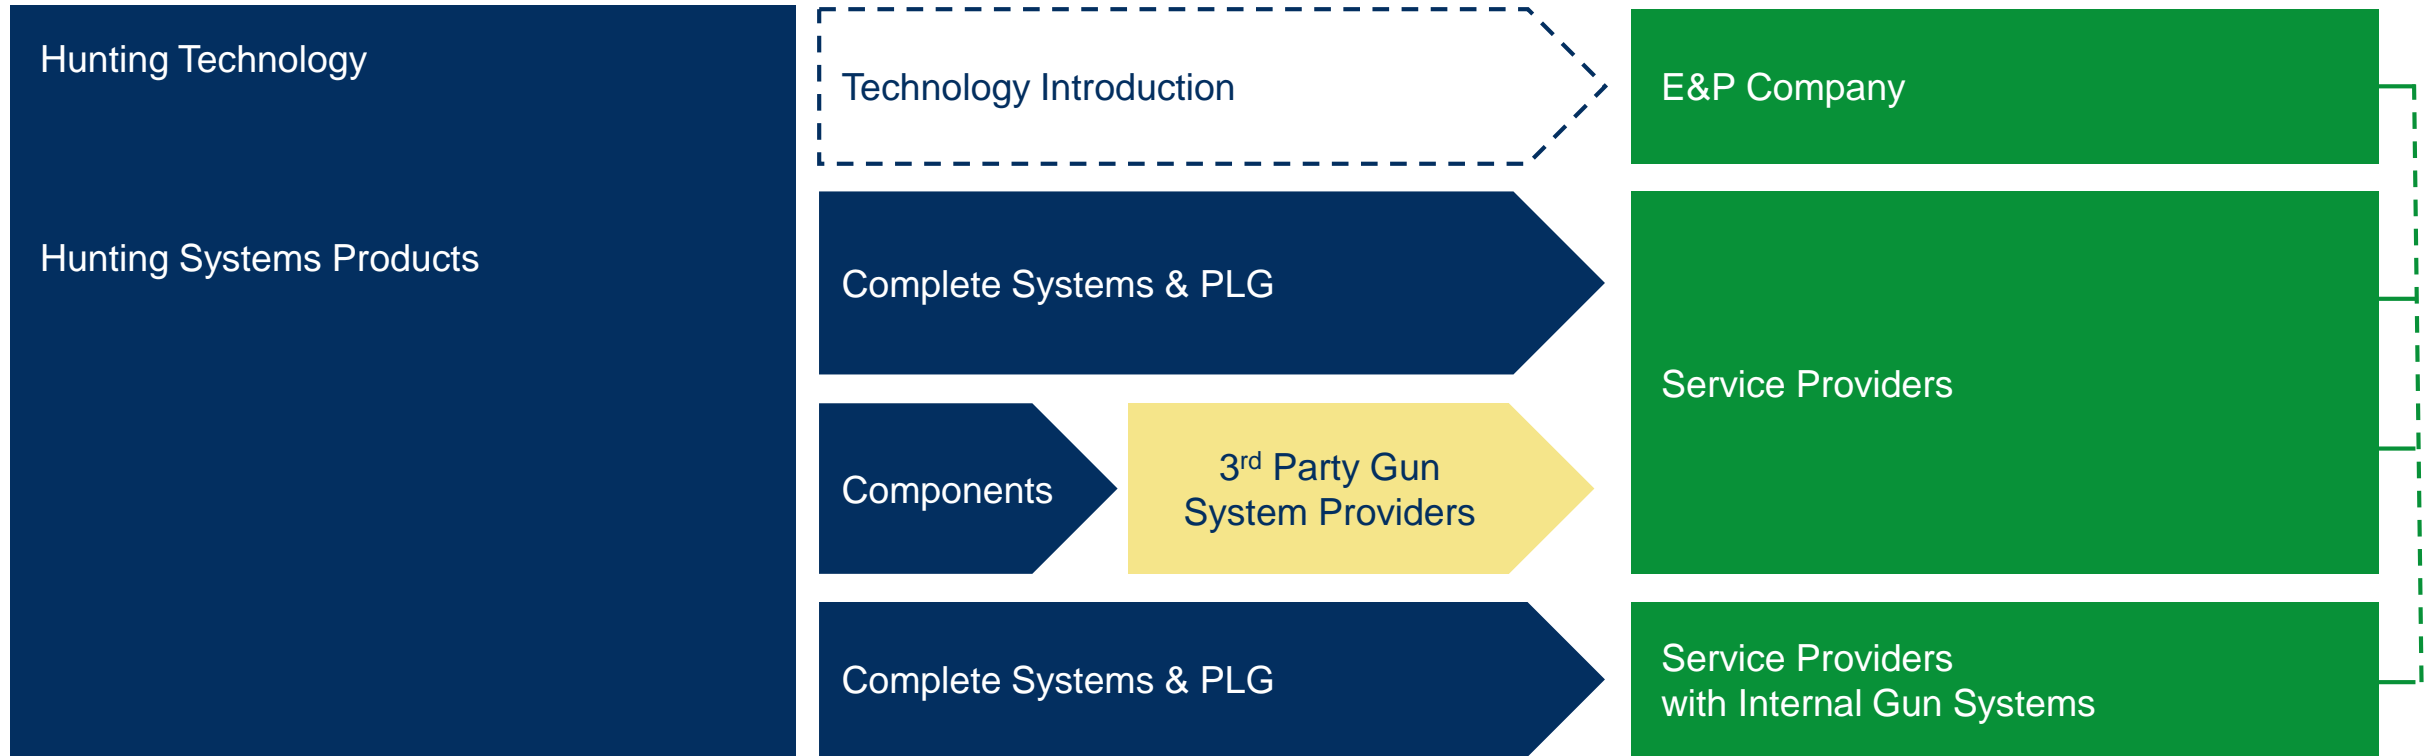 Hunting Technology
Technology Introduction
E&P Company
Hunting Systems Products
Complete Systems & PLG
Service Providers
Components
3rd Party Gun
System Providers
Complete Systems & PLG
Service Providers
with Internal Gun Systems